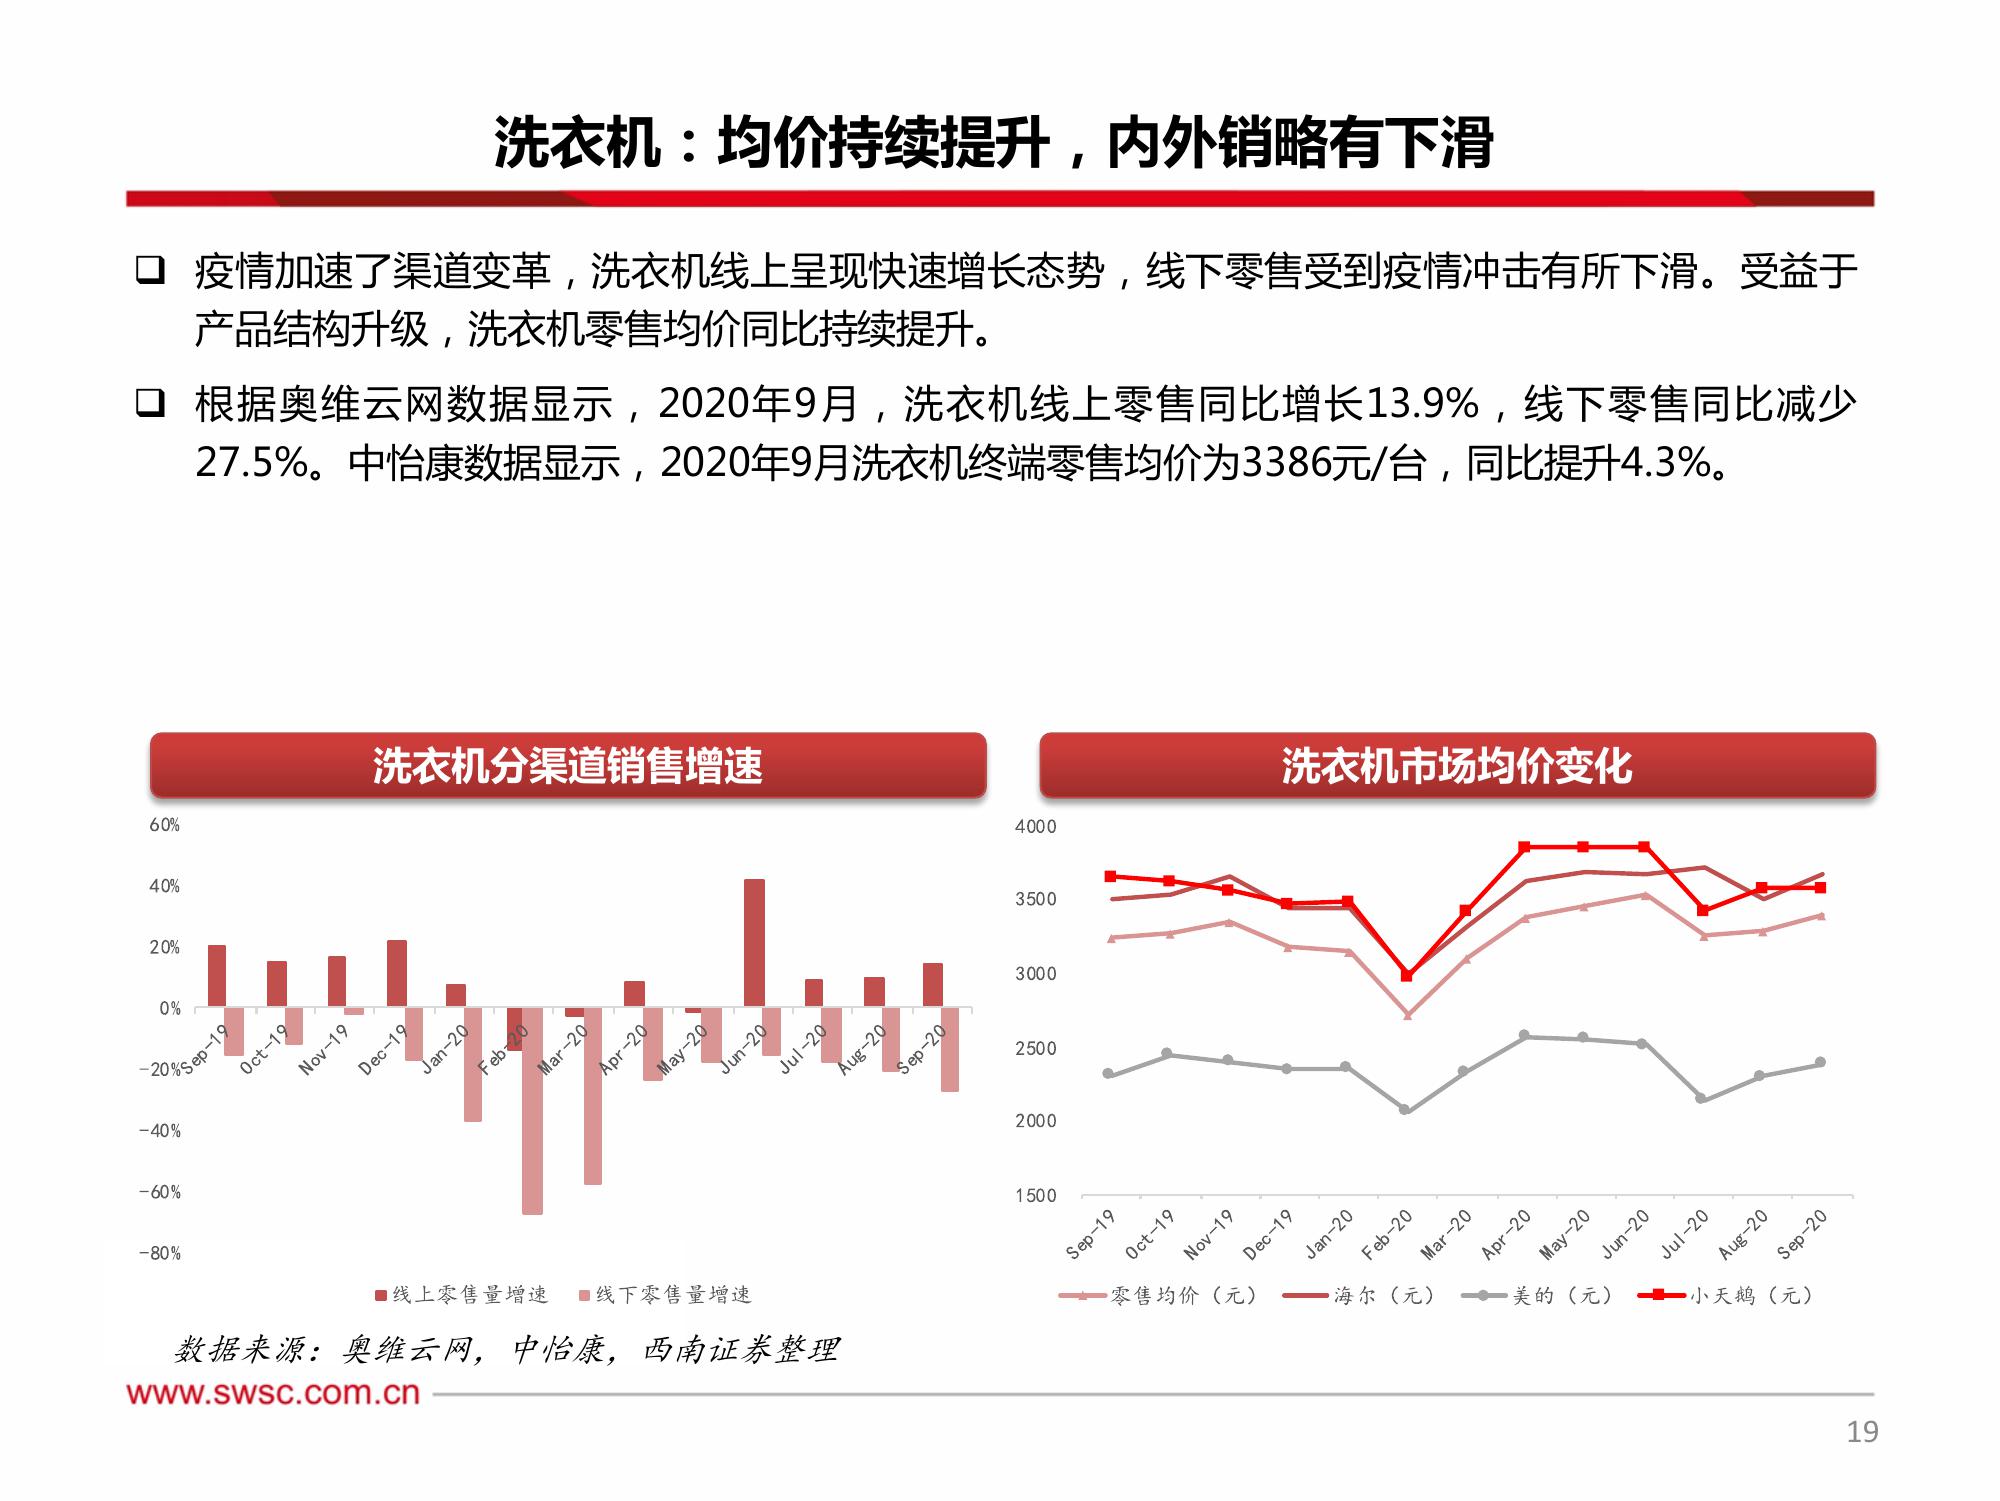 洗衣机：均价持续提升，内外销略有下滑
❑ 疫情加速了渠道变革，洗衣机线上呈现快速增长态势，线下零售受到疫情冲击有所下滑。受益于
产品结构升级，洗衣机零售均价同比持续提升。
❑ 根据奥维云网数据显示，2020年9月，洗衣机线上零售同比增长13.9%，线下零售同比减少
27.5%。中怡康数据显示，2020年9月洗衣机终端零售均价为3386元/台，同比提升4.3%。
洗衣机分渠道销售增速
60%
40%
20%
0%
-20%
-40%
-60%
-80%
Sep-19 Oct-19 Nov-19 Dec-19 Jan-20 Feb-20 Mar-20 Apr-20 May-20 Jun-20 Jul-20 Aug-20 Sep-20
线上零售量增速 线下零售量增速
洗衣机市场均价变化
4000
3500
3000
2500
2000
1500
Sep-19 Oct-19 Nov-19 Dec-19 Jan-20 Feb-20 Mar-20 Apr-20 May-20 Jun-20 Jul-20 Aug-20 Sep-20
零售均价（元） 海尔（元） 美的（元） 小天鹅（元）
数据来源：奥维云网，中怡康，西南证券整理
www.swsc.com.cn
19